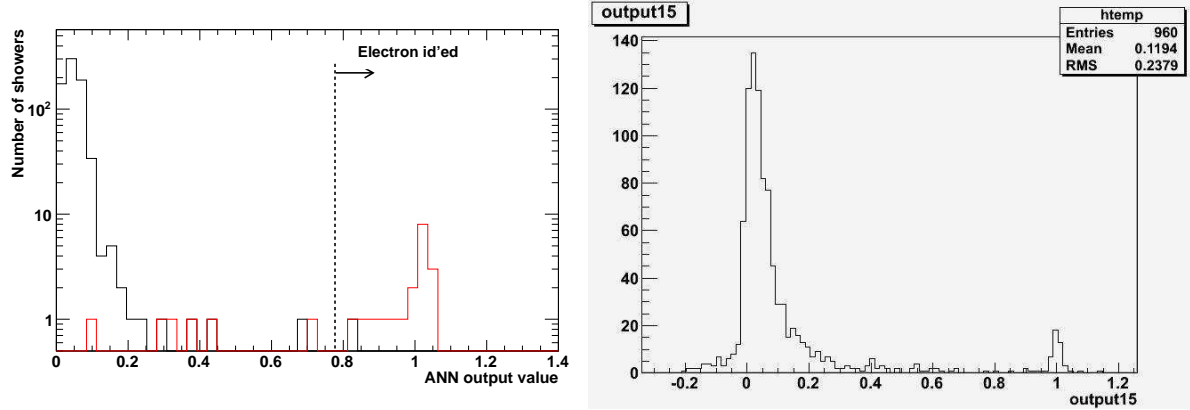 Electron id'ed
Number of showers
10²
10
1
0 0.2 0.4 0.6 0.8 1 1.2 1.4
ANN output value
output15
htemp
Entries 960
Mean 0.1194
RMS 0.2379
140
120
100
80
60
40
20
0
-0.2 0 0.2 0.4 0.6 0.8 1 1.2
output15